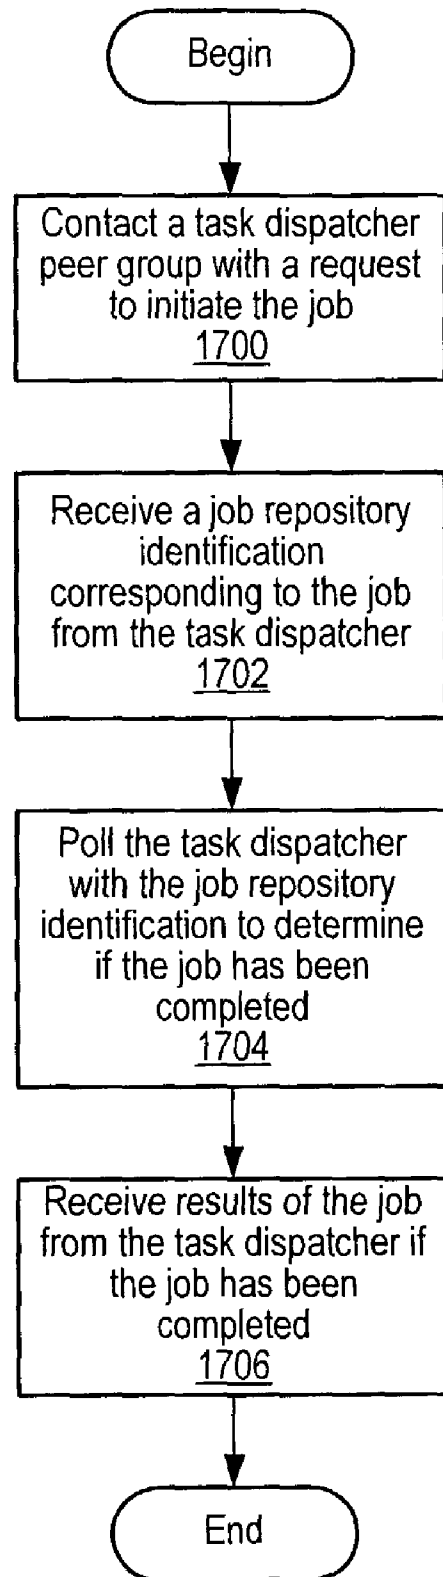 Begin
Contact a task dispatcher
peer group with a request
to initiate the job
1700
Receive a job repository
identification
corresponding to the job
from the task dispatcher
1702
Poll the task dispatcher
with the job repository
identification to determine
if the job has been
completed
1704
Receive results of the job
from the task dispatcher if
the job has been
completed
1706
End